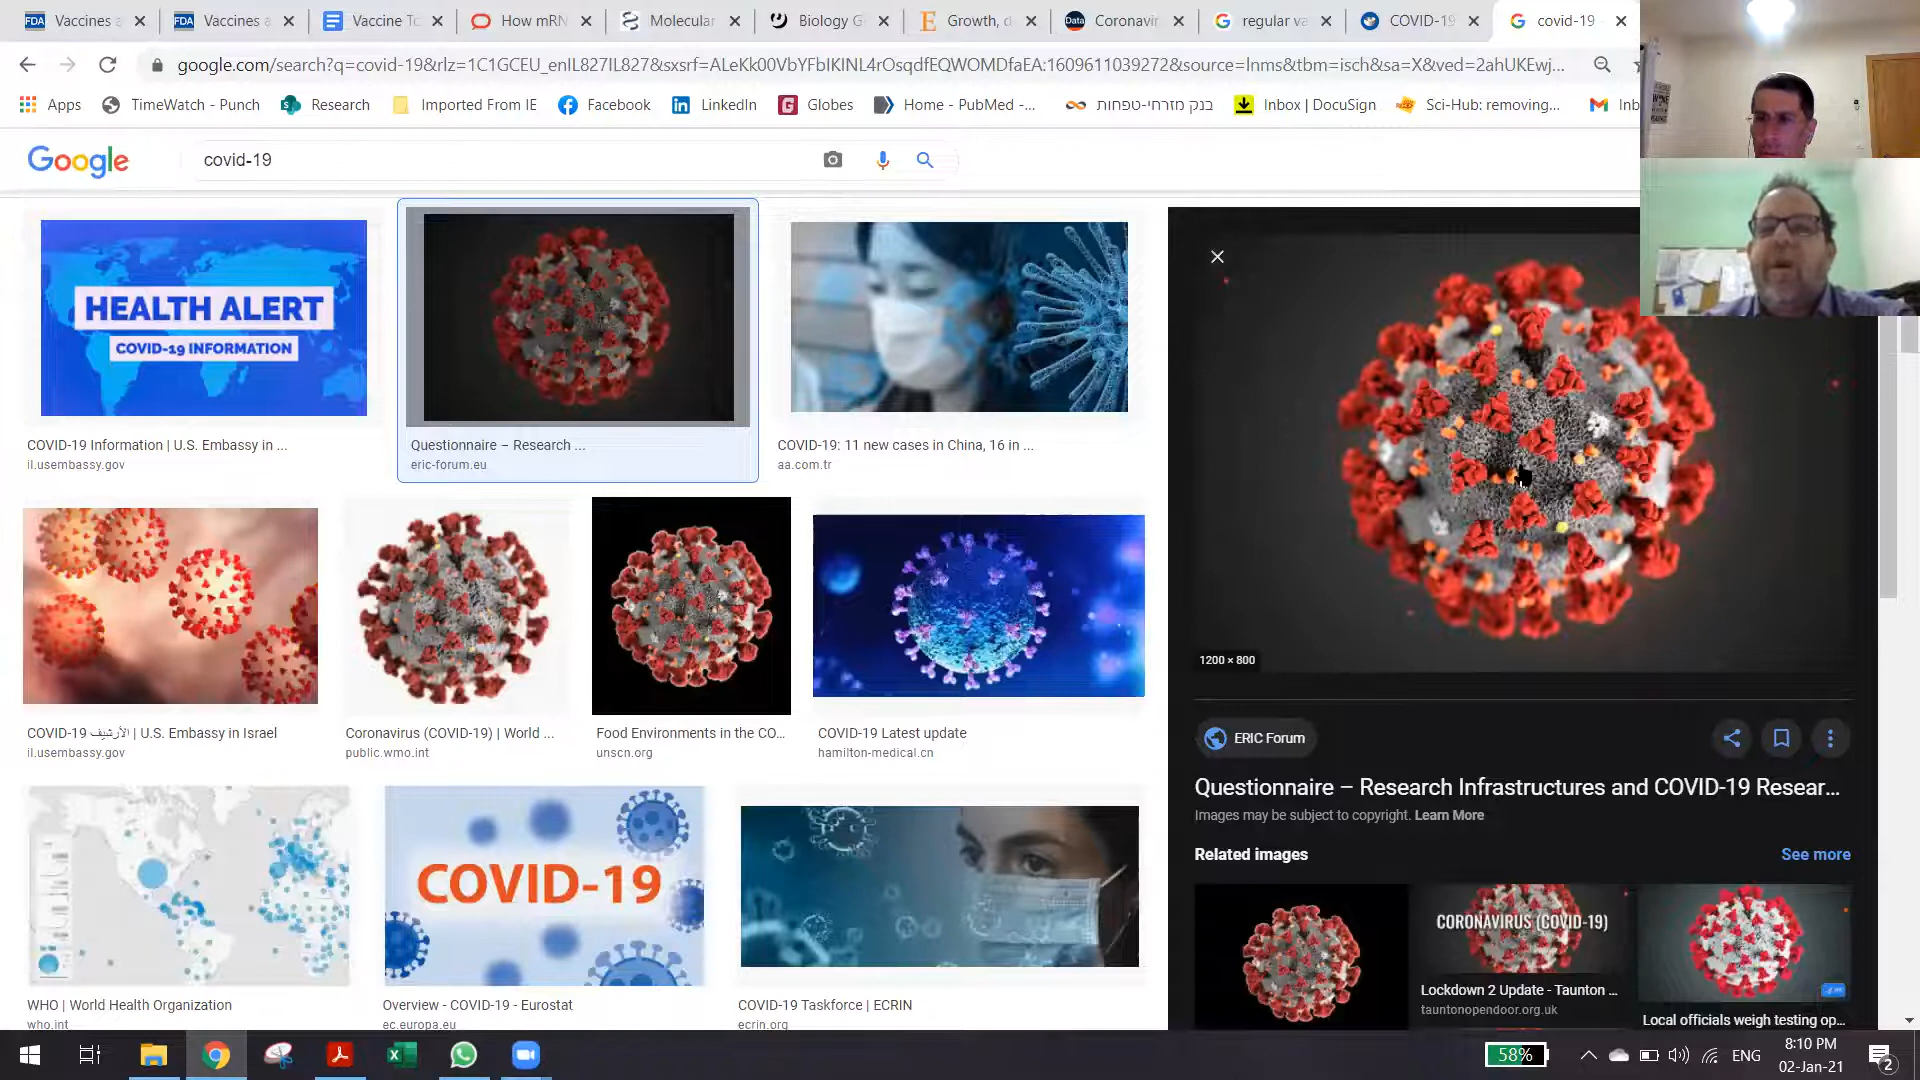 Vaccines a
Vaccines a
Vaccine To
How mRN
Molecular
Biology G
Growth, d
Coronavir
regular va
COVID-19
covid-19
google.com/search?q=covid-19&rlz=1C1GCEU_enIL827IL827&sxsrf=ALeKk00VbYFbIKINL4rOsqdfEQWOMDfaEA:1609611039272&source=lnms&tbm=isch&sa=X&ved=2ahUKEwj...
Apps
TimeWatch - Punch
Research
Imported From IE
Facebook
LinkedIn
Globes
Home - PubMed -...
בנק מזרחי-טפחות
Inbox | DocuSign
Sci-Hub: removing...
Inb
Google
covid-19
HEALTH ALERT
COVID-19 INFORMATION
COVID-19 Information | U.S. Embassy in ...
il.usembassy.gov
Questionnaire – Research ...
eric-forum.eu
COVID-19: 11 new cases in China, 16 in ...
aa.com.tr
COVID-19 الأرشيف | U.S. Embassy in Israel
il.usembassy.gov
Coronavirus (COVID-19) | World ...
public.wmo.int
Food Environments in the CO...
unscn.org
COVID-19 Latest update
hamilton-medical.cn
WHO | World Health Organization
who.int
COVID-19
Overview - COVID-19 - Eurostat
ec.europa.eu
COVID-19 Taskforce | ECRIN
ecrin.org
1200 × 800
ERIC Forum
Questionnaire – Research Infrastructures and COVID-19 Resear...
Images may be subject to copyright. Learn More
Related images
See more
CORONAVIRUS (COVID-19)
Lockdown 2 Update - Taunton ...
tauntonopendoor.org.uk
Local officials weigh testing op...
58%
ENG
8:10 PM
02-Jan-21
2